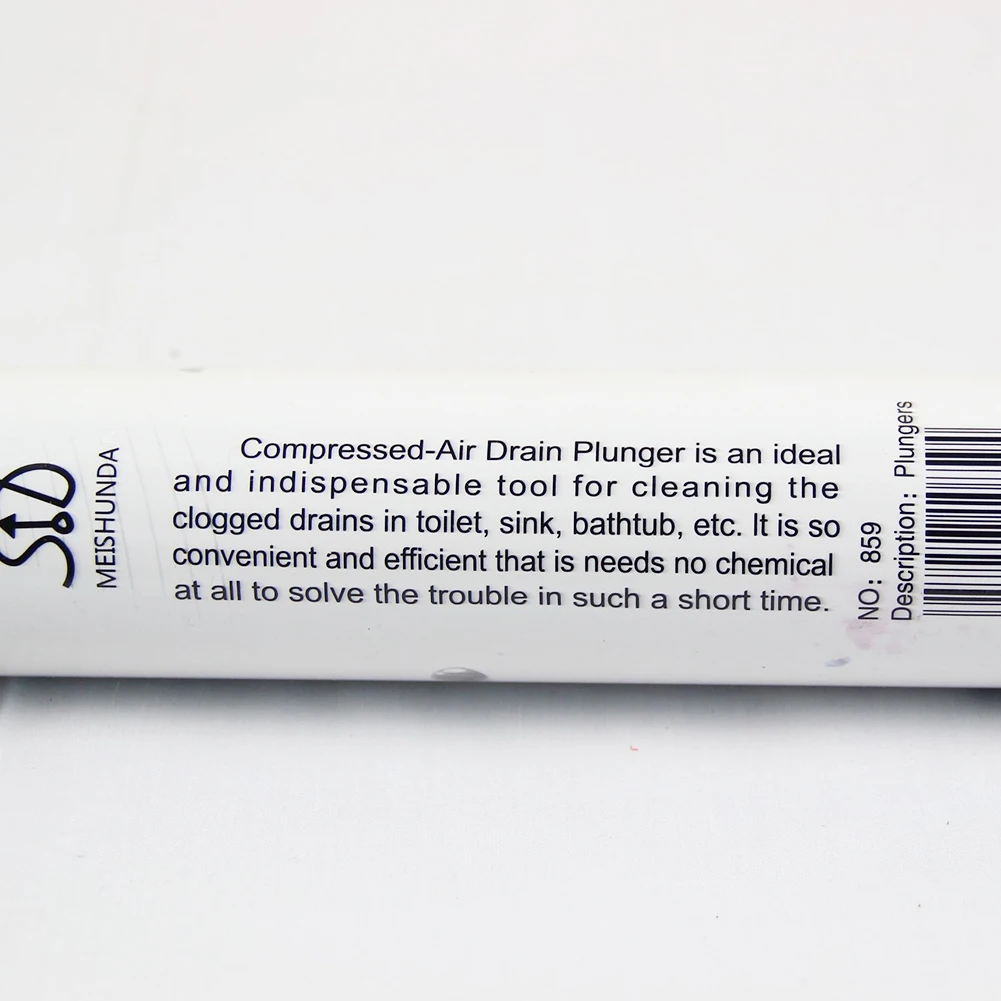 MEISHUNDA
Compressed-Air Drain Plunger is an ideal
and indispensable tool for cleaning the
clogged drains in toilet, sink, bathtub, etc. It is so
convenient and efficient that is needs no chemical
at all to solve the trouble in such a short time.
NO: 859
Description: Plungers